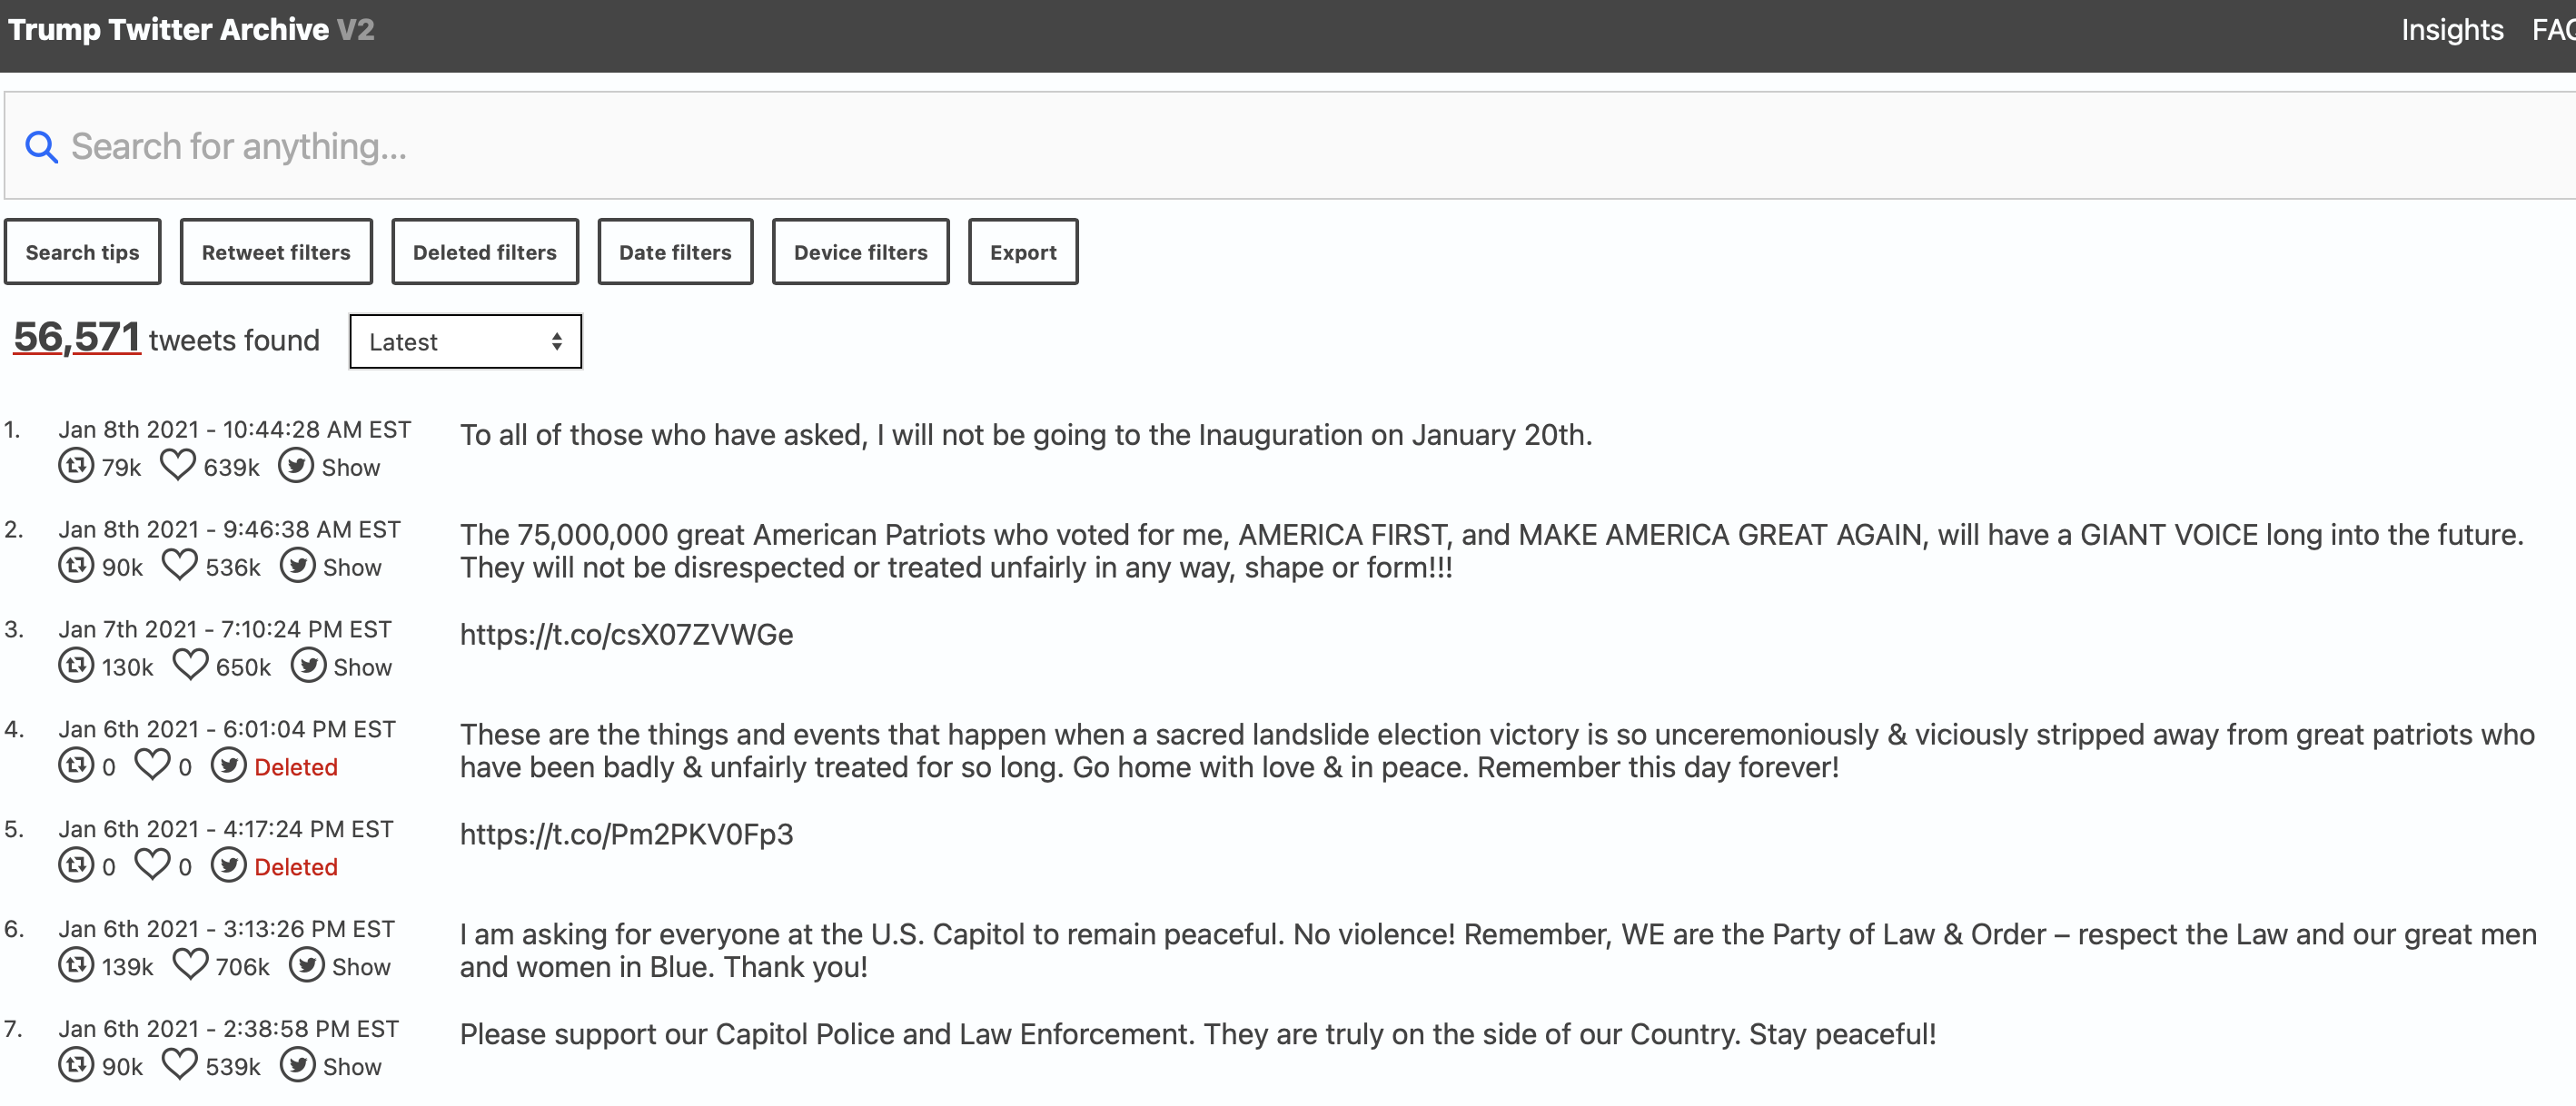 Trump Twitter Archive V2
Insights
Search for anything...
Search tips
Retweet filters
Deleted filters
Date filters
Device filters
Export
56,571 tweets found
Latest
1. Jan 8th 2021 - 10:44:28 AM EST
79k 639k Show
To all of those who have asked, I will not be going to the Inauguration on January 20th.
2. Jan 8th 2021 - 9:46:38 AM EST
90k 536k Show
The 75,000,000 great American Patriots who voted for me, AMERICA FIRST, and MAKE AMERICA GREAT AGAIN, will have a GIANT VOICE long into the future.
They will not be disrespected or treated unfairly in any way, shape or form!!!
3. Jan 7th 2021 - 7:10:24 PM EST
130k 650k Show
https://t.co/csX07ZVWGe
4. Jan 6th 2021 - 6:01:04 PM EST
0 0 Deleted
These are the things and events that happen when a sacred landslide election victory is so unceremoniously & viciously stripped away from great patriots who
have been badly & unfairly treated for so long. Go home with love & in peace. Remember this day forever!
5. Jan 6th 2021 - 4:17:24 PM EST
0 0 Deleted
https://t.co/Pm2PKV0Fp3
6. Jan 6th 2021 - 3:13:26 PM EST
139k 706k Show
I am asking for everyone at the U.S. Capitol to remain peaceful. No violence! Remember, WE are the Party of Law & Order – respect the Law and our great men
and women in Blue. Thank you!
7. Jan 6th 2021 - 2:38:58 PM EST
90k 539k Show
Please support our Capitol Police and Law Enforcement. They are truly on the side of our Country. Stay peaceful!